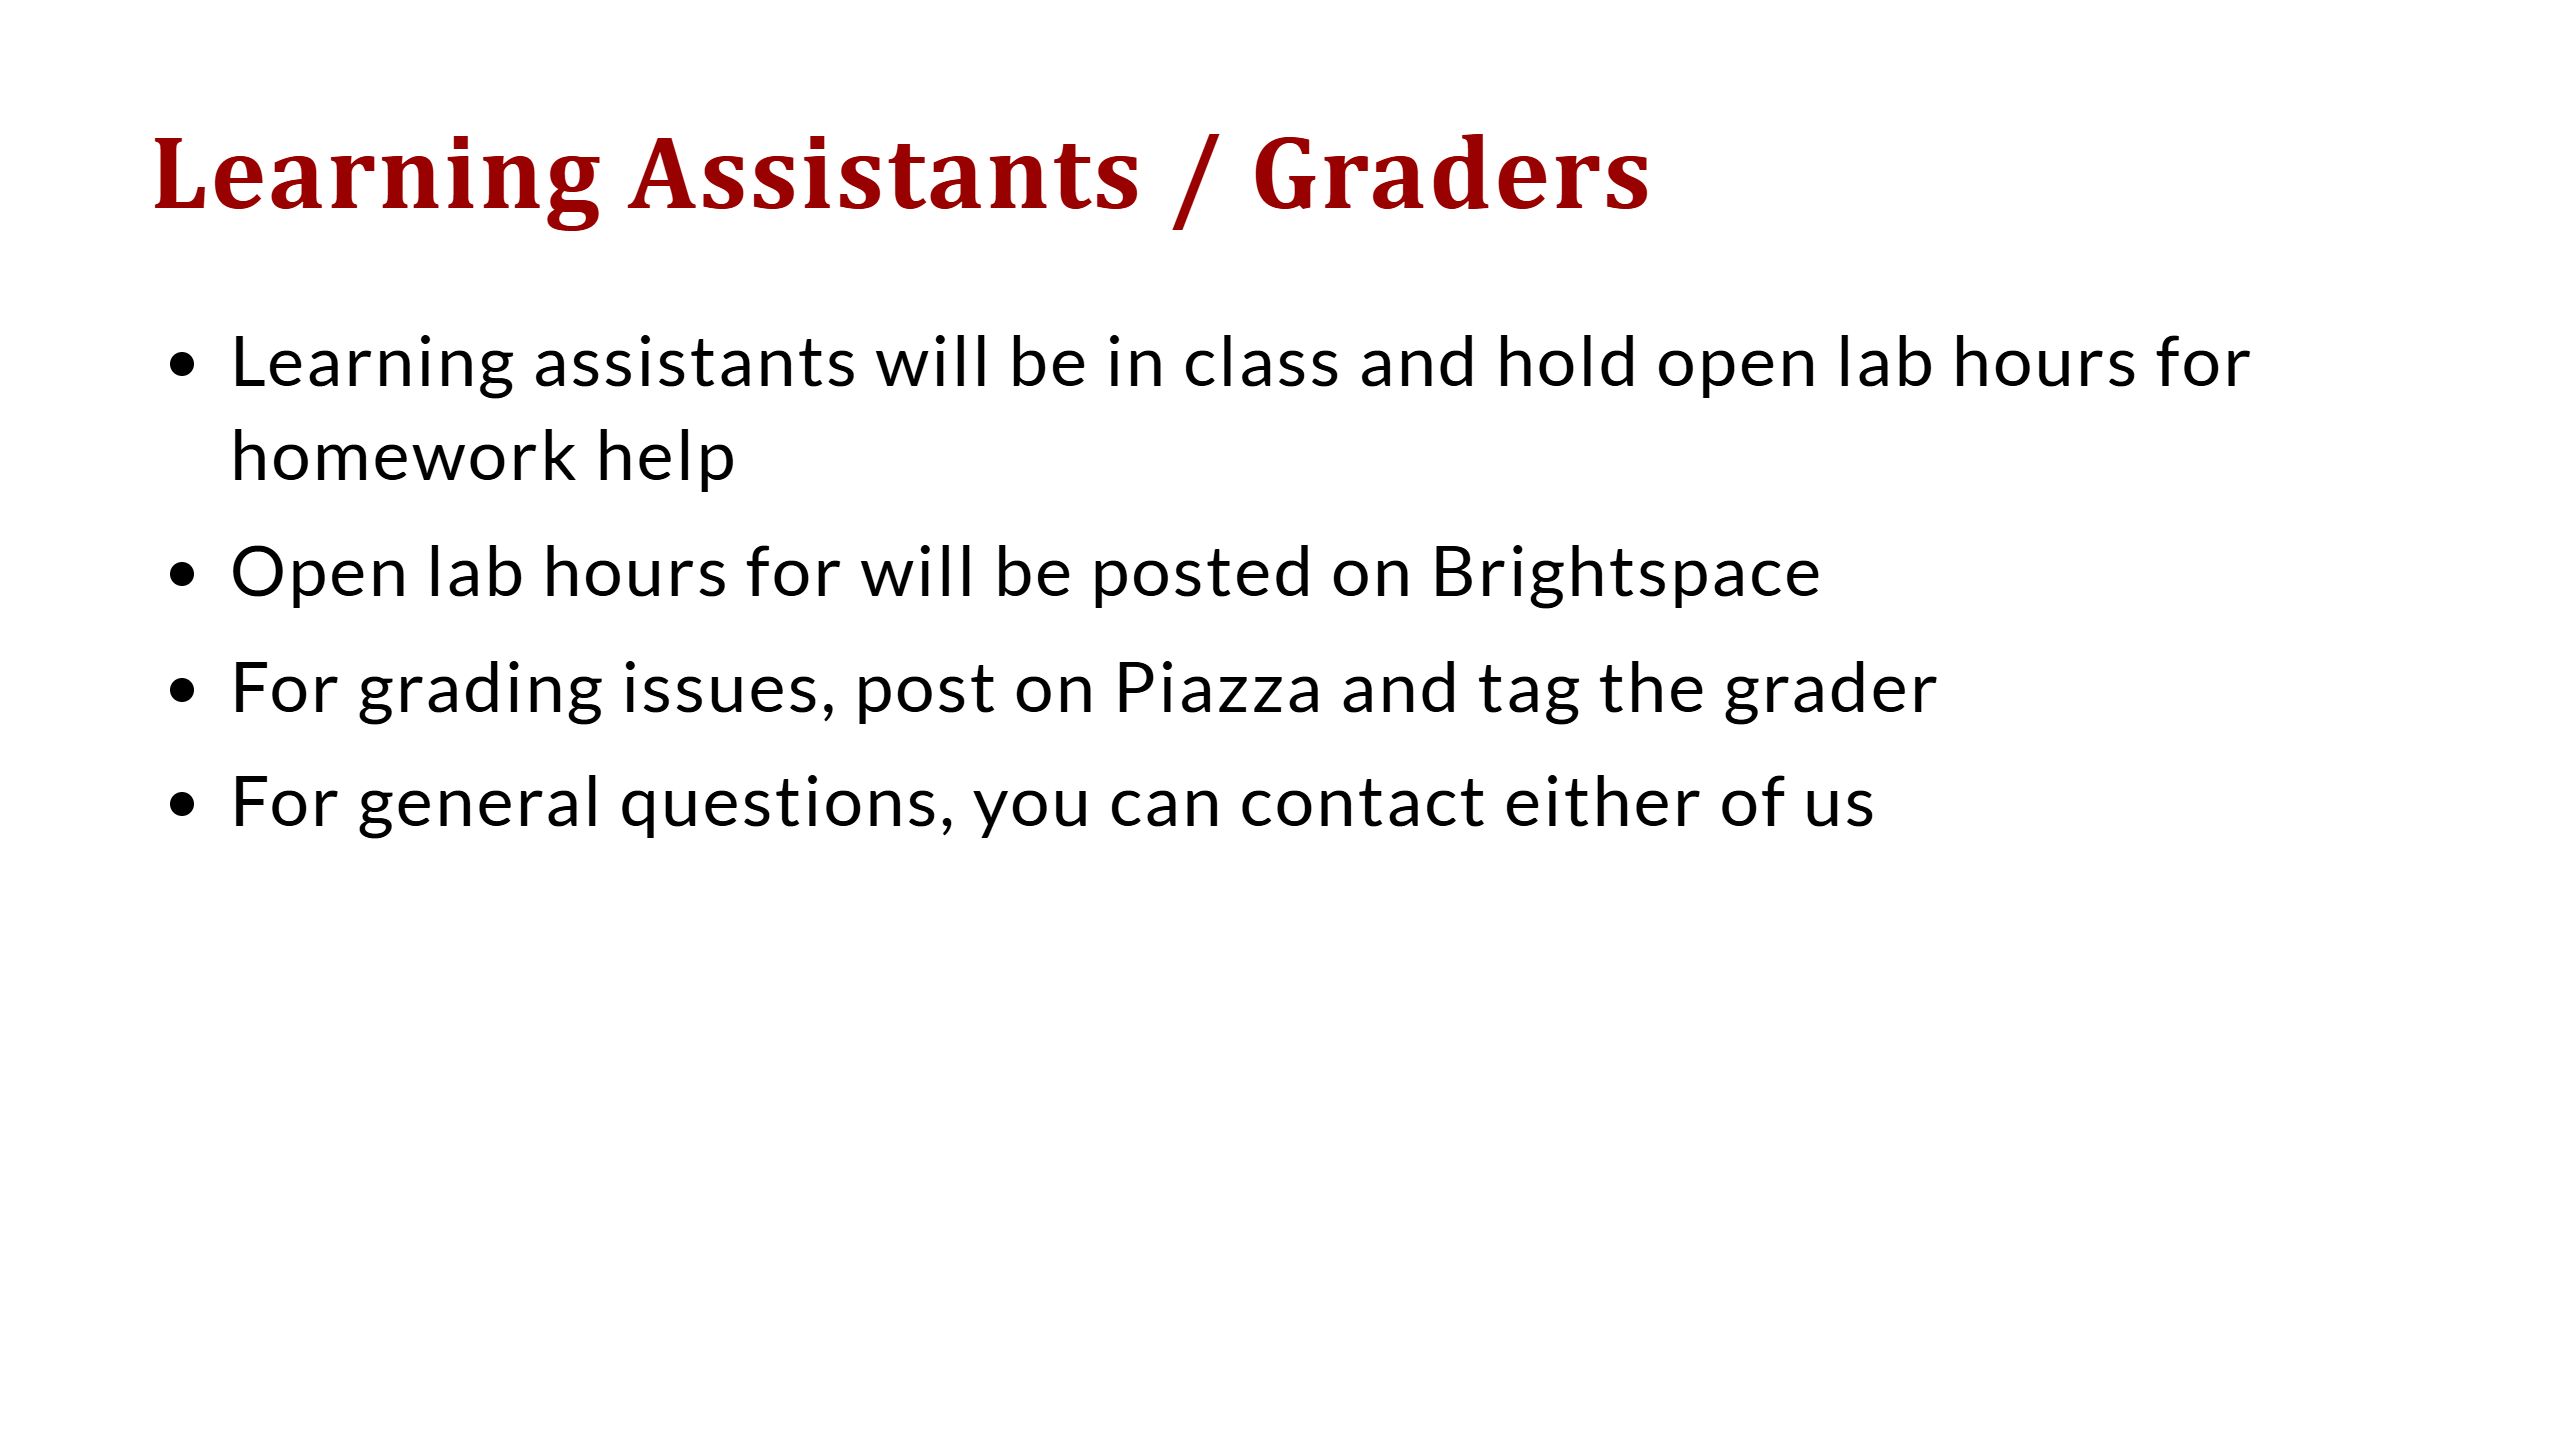 Learning Assistants / Graders
• Learning assistants will be in class and hold open lab hours for
homework help
• Open lab hours for will be posted on Brightspace
• For grading issues, post on Piazza and tag the grader
• For general questions, you can contact either of us